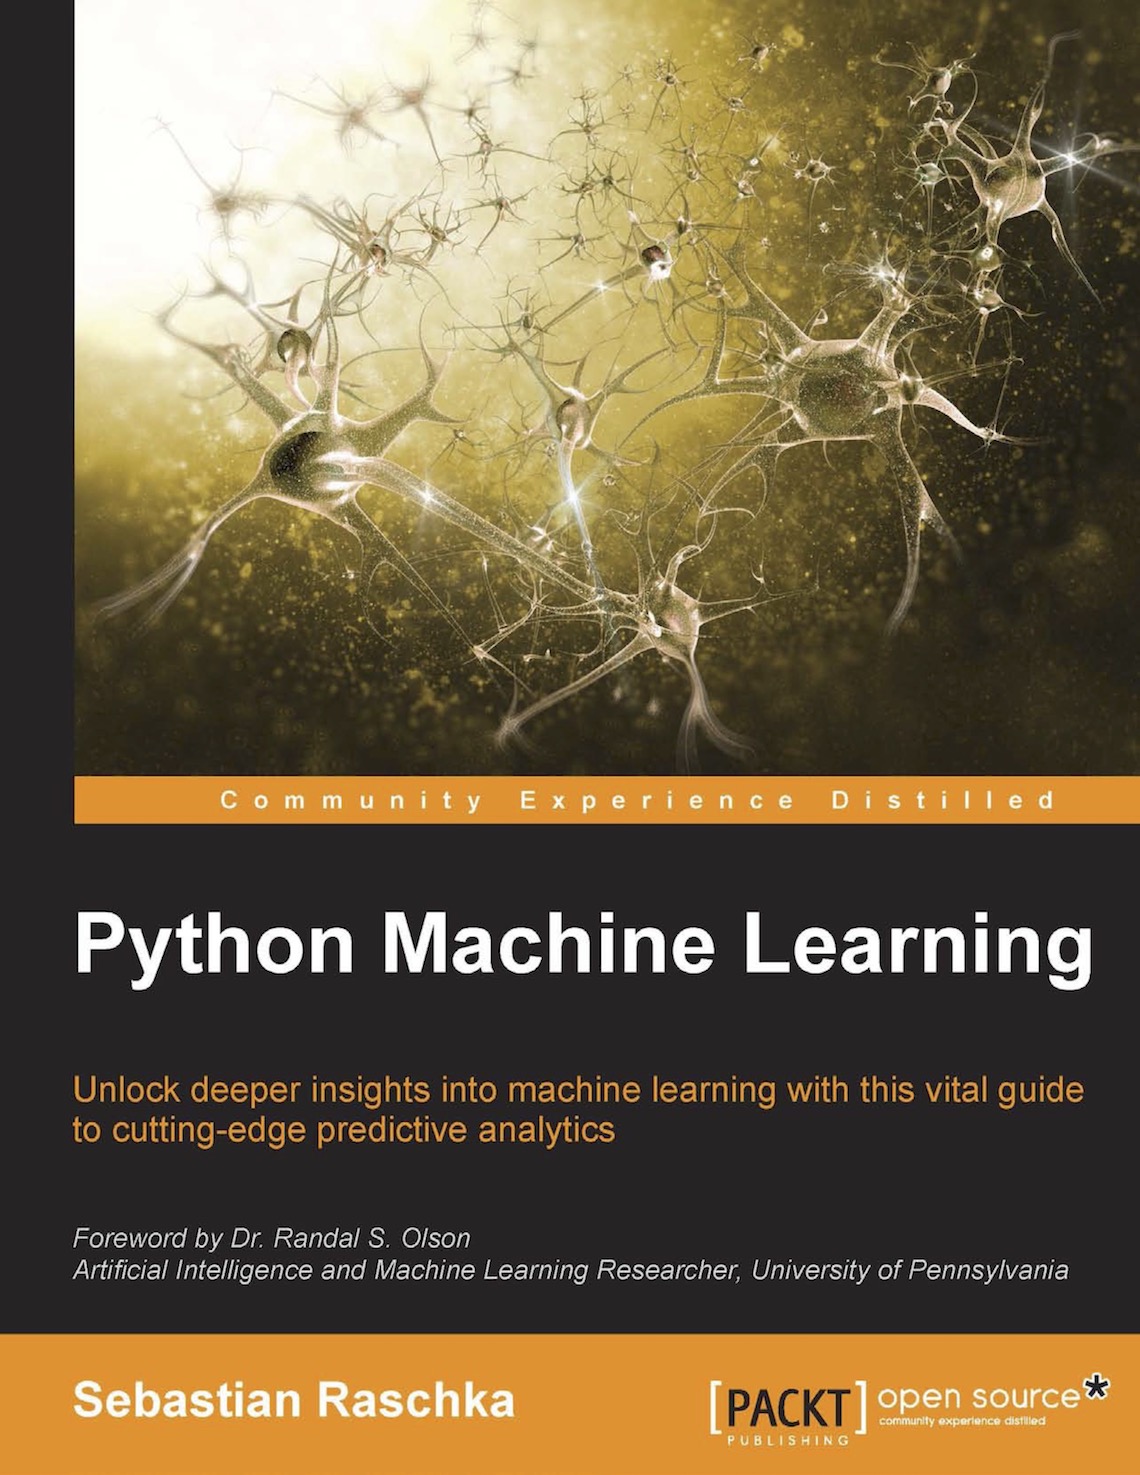 Community Experience Distilled
Python Machine Learning
Unlock deeper insights into machine learning with this vital guide
to cutting-edge predictive analytics
Foreword by Dr. Randal S. Olson
Artificial Intelligence and Machine Learning Researcher, University of Pennsylvania
Sebastian Raschka
[PACKT]
PUBLISHING
open source*
community experience distilled